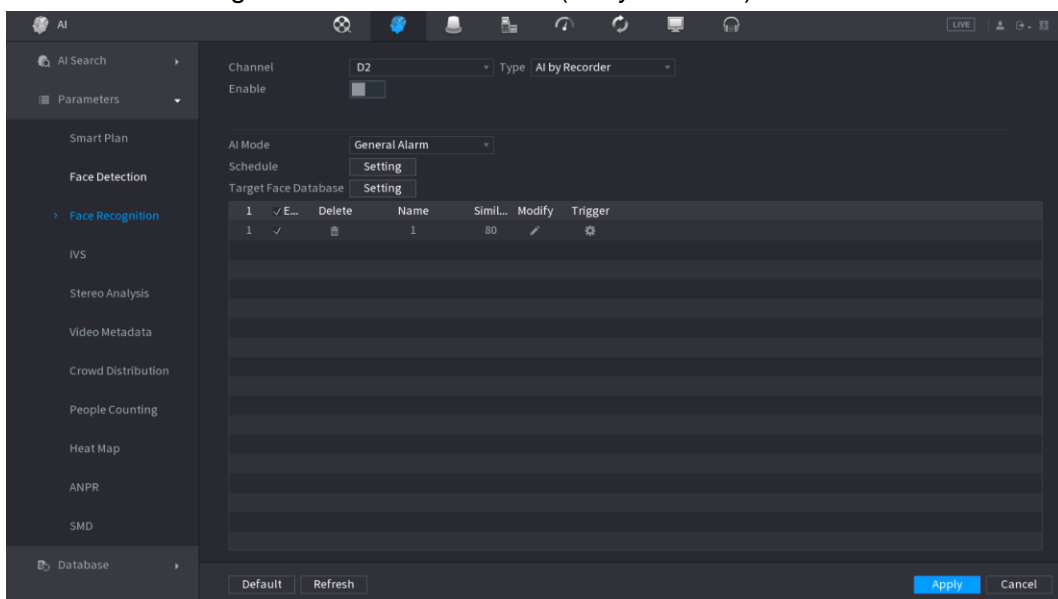 AI LIVE
AI Search
Parameters
Smart Plan
Face Detection
Face Recognition
IVS
Stereo Analysis
Video Metadata
Crowd Distribution
People Counting
Heat Map
ANPR
SMD
Database
Channel D2 Type AI by Recorder
Enable
AI Mode General Alarm
Schedule Setting
Target Face Database Setting
1 E... Delete Name Simil... Modify Trigger
1 1 80
Default Refresh Apply Cancel